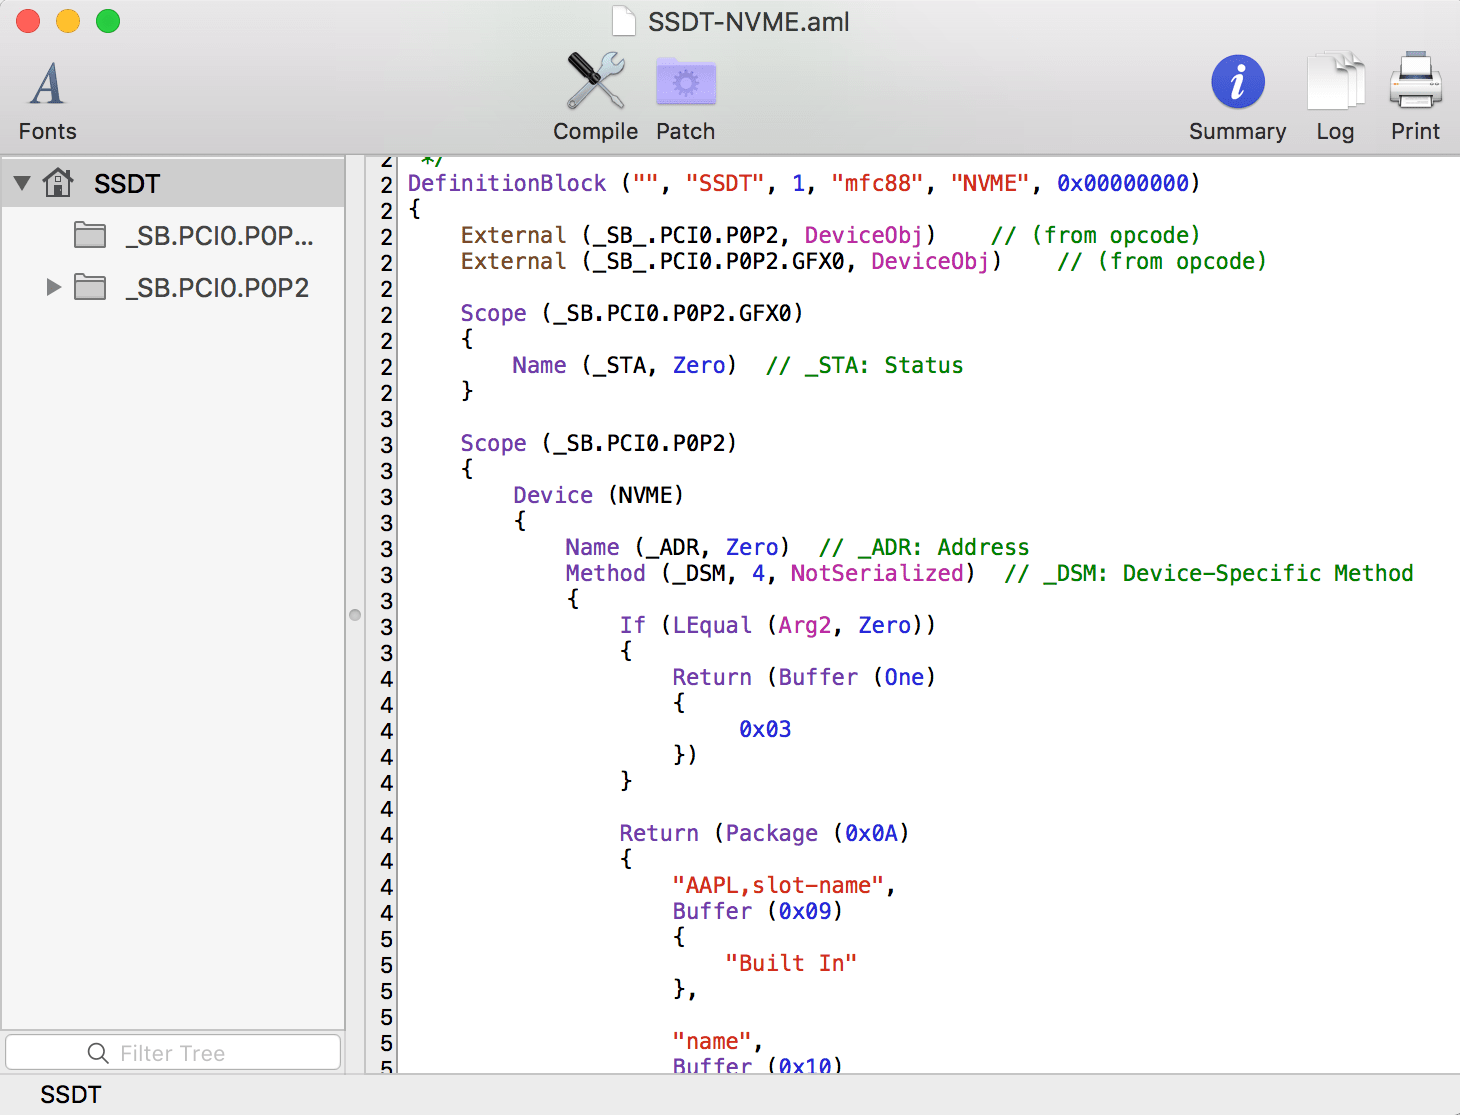 SSDT-NVME.aml
Fonts
Compile
Patch
Summary
Log
Print
SSDT
_SB.PCI0.P0P...
_SB.PCI0.P0P2
Filter Tree
SSDT
2 */
2 DefinitionBlock ("", "SSDT", 1, "mfc88", "NVME", 0x00000000)
2 {
2 External (_SB_.PCI0.P0P2, DeviceObj) // (from opcode)
2 External (_SB_.PCI0.P0P2.GFX0, DeviceObj) // (from opcode)
2
2 Scope (_SB.PCI0.P0P2.GFX0)
2 {
2 Name (_STA, Zero) // _STA: Status
2 }
3
3 Scope (_SB.PCI0.P0P2)
3 {
3 Device (NVME)
3 {
3 Name (_ADR, Zero) // _ADR: Address
3 Method (_DSM, 4, NotSerialized) // _DSM: Device-Specific Method
3 {
3 If (LEqual (Arg2, Zero))
3 {
4 Return (Buffer (One)
4 {
4 0x03
4 })
4 }
4
4 Return (Package (0x0A)
4 {
4 "AAPL,slot-name",
4 Buffer (0x09)
5 {
5 "Built In"
5 },
5
5 "name",
5 Buffer (0x10)